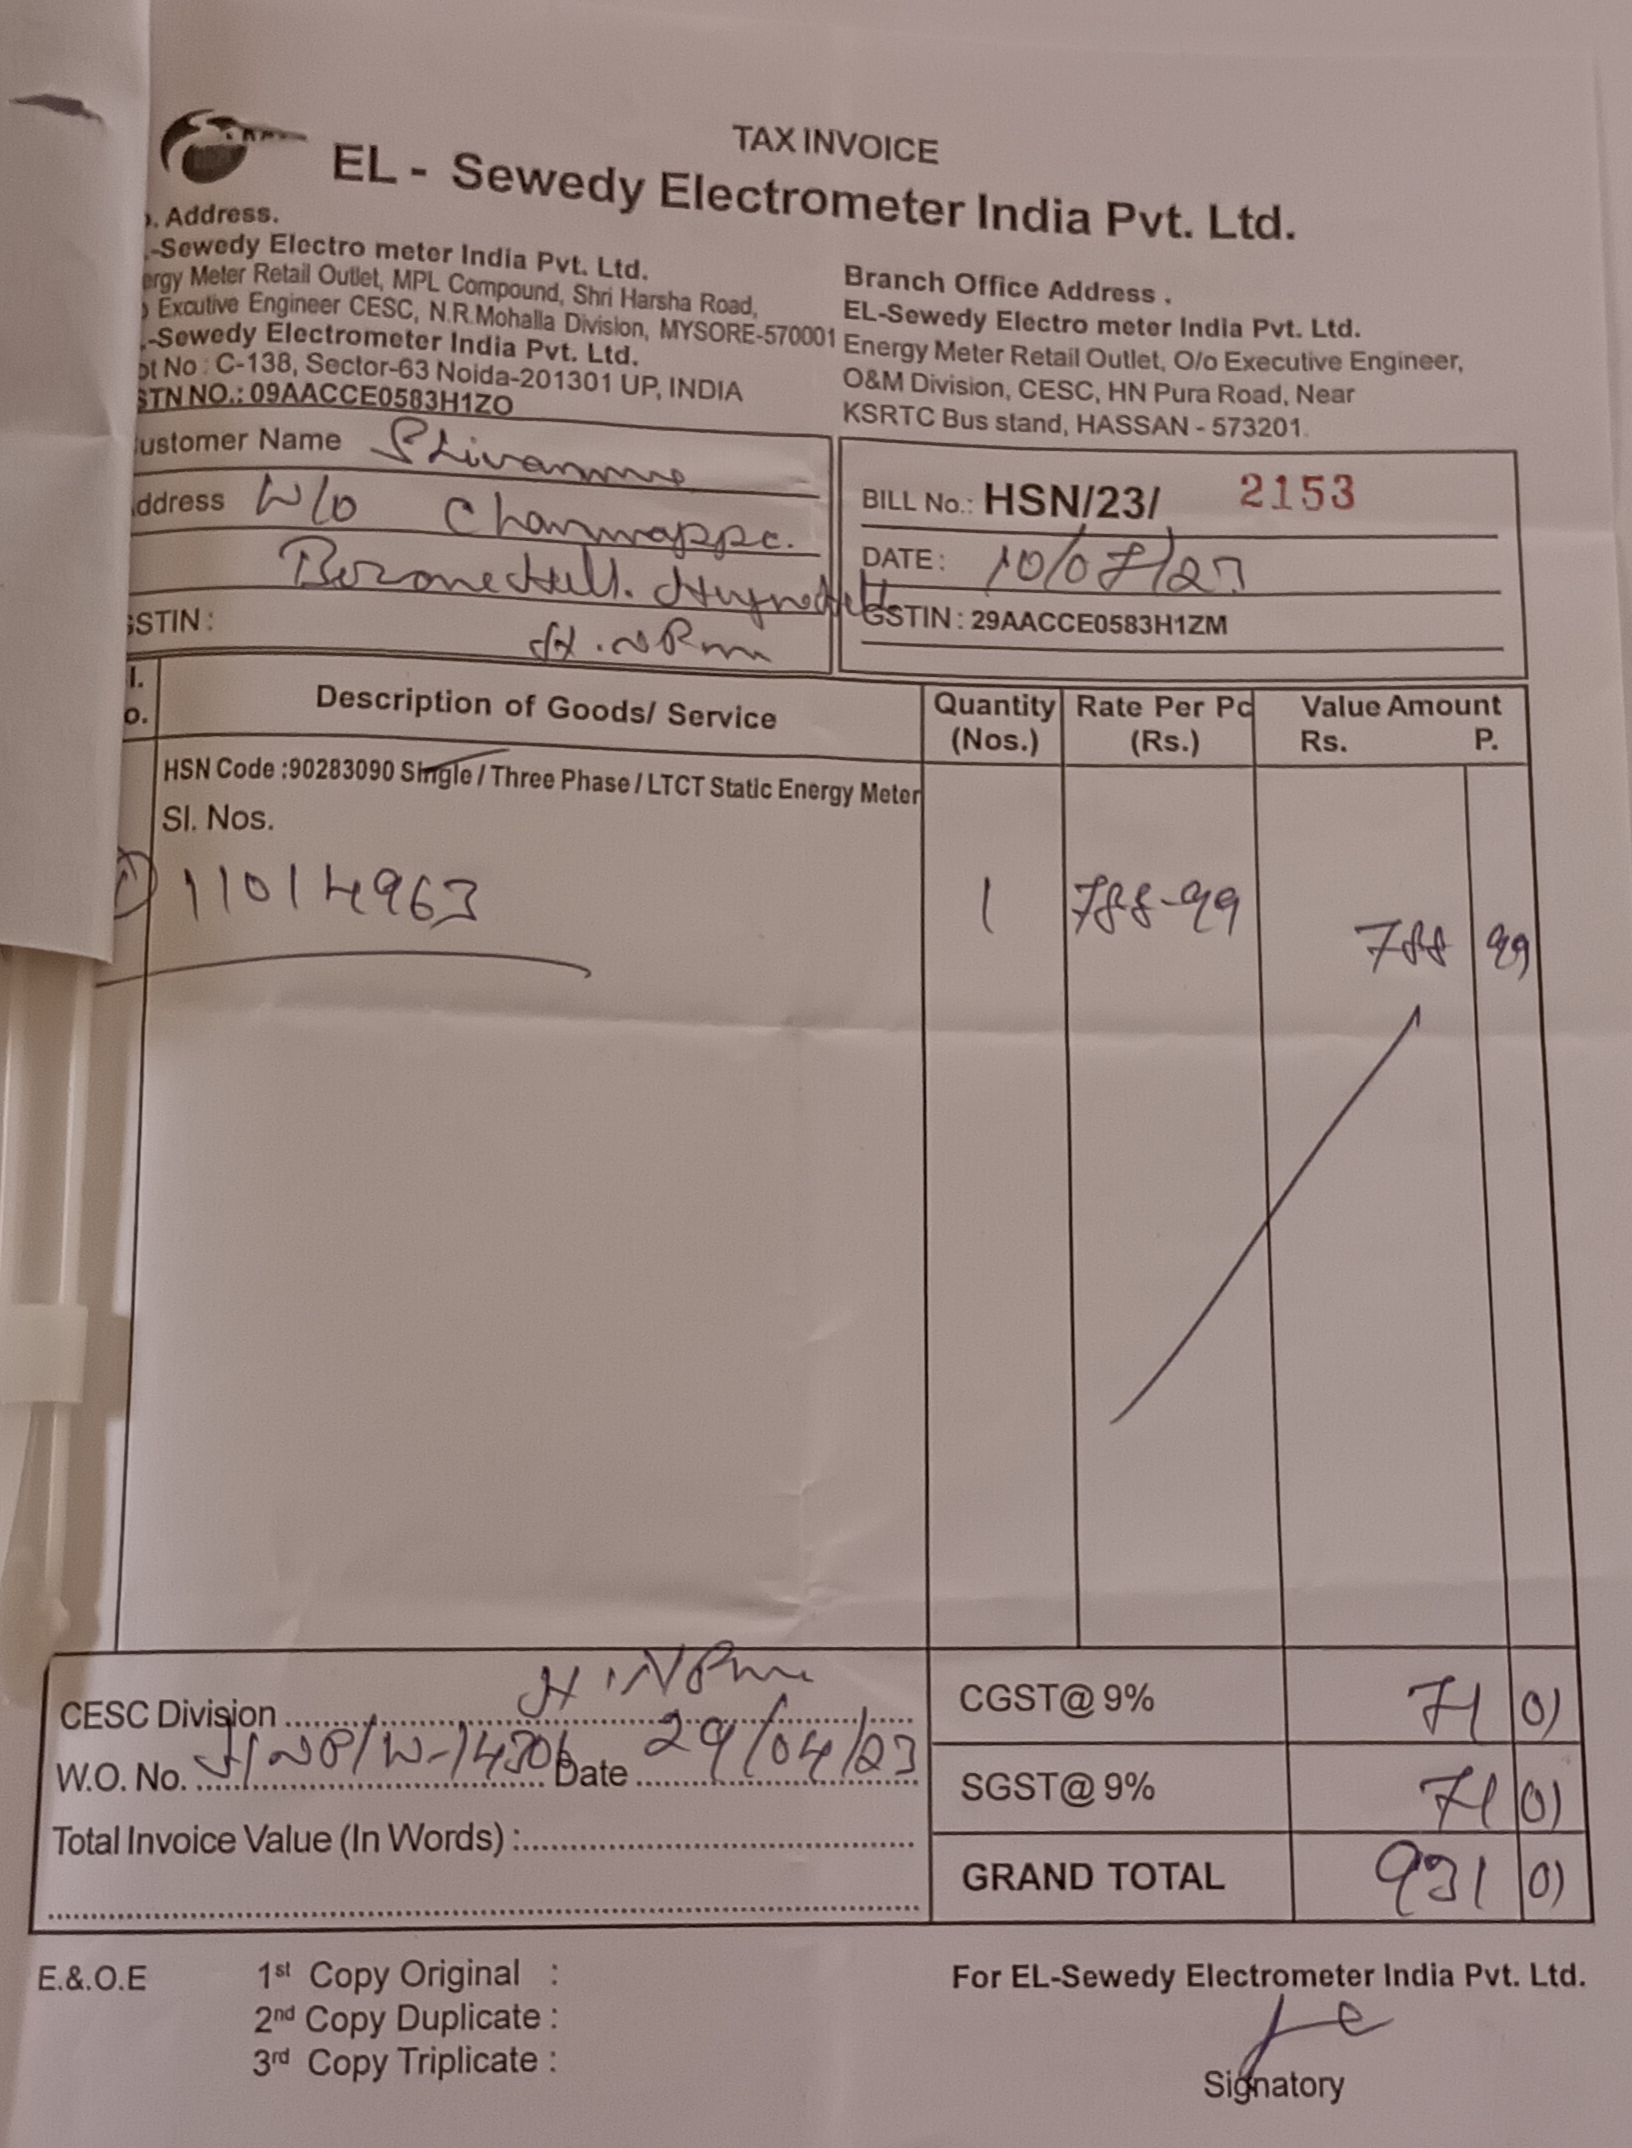 TAX INVOICE
EL - Sewedy Electrometer India Pvt. Ltd.
. Address.
-Sewedy Electro meter India Pvt. Ltd.
ergy Meter Retail Outlet, MPL Compound, Shri Harsha Road,
Excutive Engineer CESC, N.R.Mohalla Division, MYSORE-570001
-Sewedy Electrometer India Pvt. Ltd.
ot No : C-138, Sector-63 Noida-201301 UP, INDIA
STN NO.: 09AACCE0583H1ZO
Branch Office Address .
EL-Sewedy Electro meter India Pvt. Ltd.
Energy Meter Retail Outlet, O/o Executive Engineer,
O&M Division, CESC, HN Pura Road, Near
KSRTC Bus stand, HASSAN - 573201.
ustomer Name Shivamma
ddress W/o Channappa.
GSTIN :
H.NPura
BILL No.: HSN/23/ 2153
DATE : 10/07/23
GSTIN : 29AACCE0583H1ZM
l. Description of Goods/ Service Quantity Rate Per Pc Value Amount
o. (Nos.) (Rs.) Rs. P.
HSN Code :90283090 Single / Three Phase / LTCT Static Energy Meter
Sl. Nos.
1) 11014963 1 788-99 788 99
CESC Division H.NPura CGST@ 9% 71 01
W.O. No. Date 29/04/23 SGST@ 9% 71 01
Total Invoice Value (In Words) :
GRAND TOTAL 931 01
E.&.O.E 1st Copy Original : For EL-Sewedy Electrometer India Pvt. Ltd.
2nd Copy Duplicate :
3rd Copy Triplicate :
Signatory